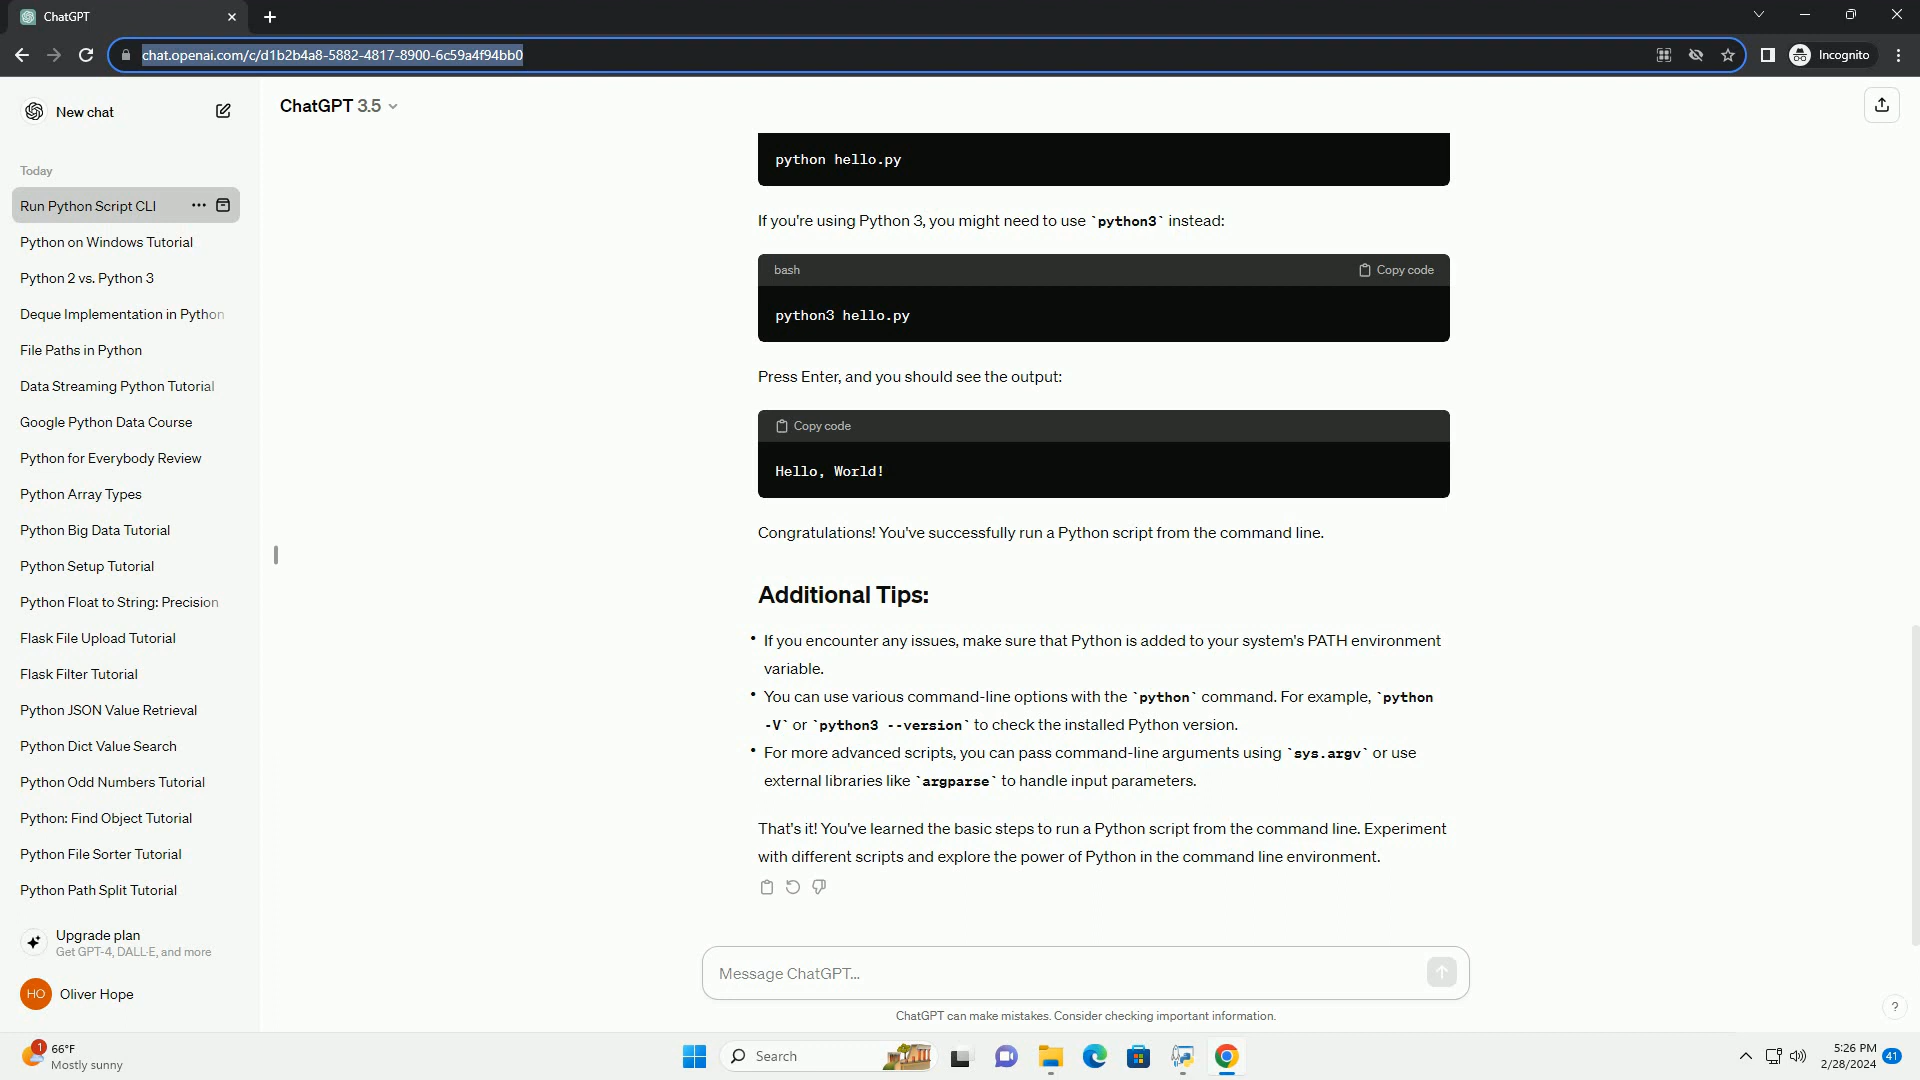 ChatGPT
chat.openai.com/c/d1b2b4a8-5882-4817-8900-6c59a4f94bb0
Incognito
New chat
ChatGPT 3.5
Today
Run Python Script CLI
Python on Windows Tutorial
Python 2 vs. Python 3
Deque Implementation in Python
File Paths in Python
Data Streaming Python Tutorial
Google Python Data Course
Python for Everybody Review
Python Array Types
Python Big Data Tutorial
Python Setup Tutorial
Python Float to String: Precision
Flask File Upload Tutorial
Flask Filter Tutorial
Python JSON Value Retrieval
Python Dict Value Search
Python Odd Numbers Tutorial
Python: Find Object Tutorial
Python File Sorter Tutorial
Python Path Split Tutorial
Upgrade plan
Get GPT-4, DALL·E, and more
HO Oliver Hope
python hello.py
If you're using Python 3, you might need to use `python3` instead:
bash Copy code
python3 hello.py
Press Enter, and you should see the output:
Copy code
Hello, World!
Congratulations! You've successfully run a Python script from the command line.
Additional Tips:
• If you encounter any issues, make sure that Python is added to your system's PATH environment
variable.
• You can use various command-line options with the `python` command. For example, `python
-V` or `python3 --version` to check the installed Python version.
• For more advanced scripts, you can pass command-line arguments using `sys.argv` or use
external libraries like `argparse` to handle input parameters.
That's it! You've learned the basic steps to run a Python script from the command line. Experiment
with different scripts and explore the power of Python in the command line environment.
Message ChatGPT...
ChatGPT can make mistakes. Consider checking important information.
?
1
66°F
Mostly sunny
Search
5:26 PM
2/28/2024
41